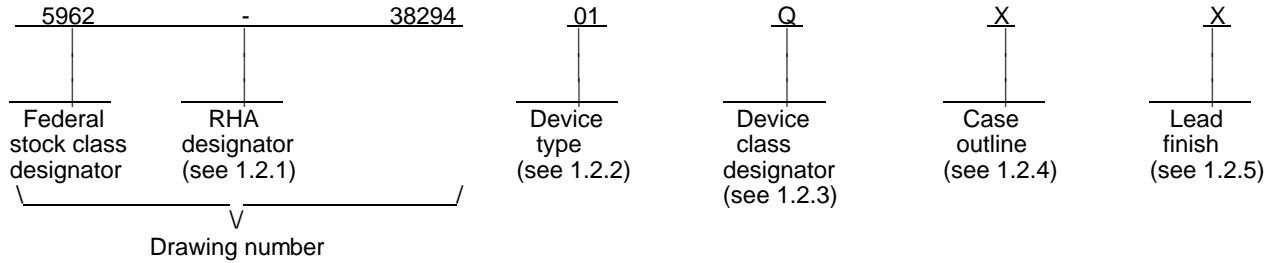 5962 - 38294 01 Q X X
Federal stock class designator
RHA designator (see 1.2.1)
Device type (see 1.2.2)
Device class designator (see 1.2.3)
Case outline (see 1.2.4)
Lead finish (see 1.2.5)
Drawing number